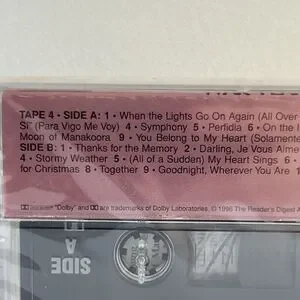 TAPE 4 • SIDE A: 1 • When the Lights Go On Again (All Over
Si" (Para Vigo Me Voy) 4 • Symphony 5 • Perfidia 6 • On the
Moon of Manakoora 9 • You Belong to My Heart (Solamente
SIDE B: 1 • Thanks for the Memory 2 • Darling, Je Vous Aime
4 • Stormy Weather 5 • (All of a Sudden) My Heart Sings 6 •
for Christmas 8 • Together 9 • Goodnight, Wherever You Are
"Dolby" and are trademarks of Dolby Laboratories. © 1996 The Reader's Digest A
SIDE
A